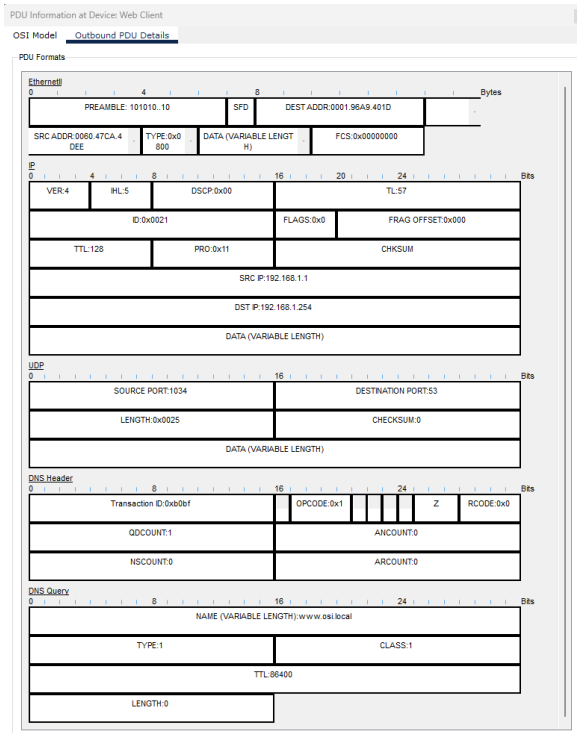 PDU Information at Device: Web Client
OSI Model Outbound PDU Details
PDU Formats
EthernetII
0 4 8 Bytes
PREAMBLE: 101010..10 SFD DEST ADDR:0001.96A9.401D
SRC ADDR:0060.47CA.4 TYPE:0x0 DATA (VARIABLE LENGT FCS:0x00000000
DEE 800 H)
IP
0 4 8 16 20 24 Bits
VER:4 IHL:5 DSCP:0x00 TL:57
ID:0x0021 FLAGS:0x0 FRAG OFFSET:0x000
TTL:128 PRO:0x11 CHKSUM
SRC IP:192.168.1.1
DST IP:192.168.1.254
DATA (VARIABLE LENGTH)
UDP
0 8 16 24 Bits
SOURCE PORT:1034 DESTINATION PORT:53
LENGTH:0x0025 CHECKSUM:0
DATA (VARIABLE LENGTH)
DNS Header
0 8 16 24 Bits
Transaction ID:0xb0bf OPCODE:0x1 Z RCODE:0x0
QDCOUNT:1 ANCOUNT:0
NSCOUNT:0 ARCOUNT:0
DNS Query
0 8 16 24 Bits
NAME (VARIABLE LENGTH):www.osi.local
TYPE:1 CLASS:1
TTL:86400
LENGTH:0